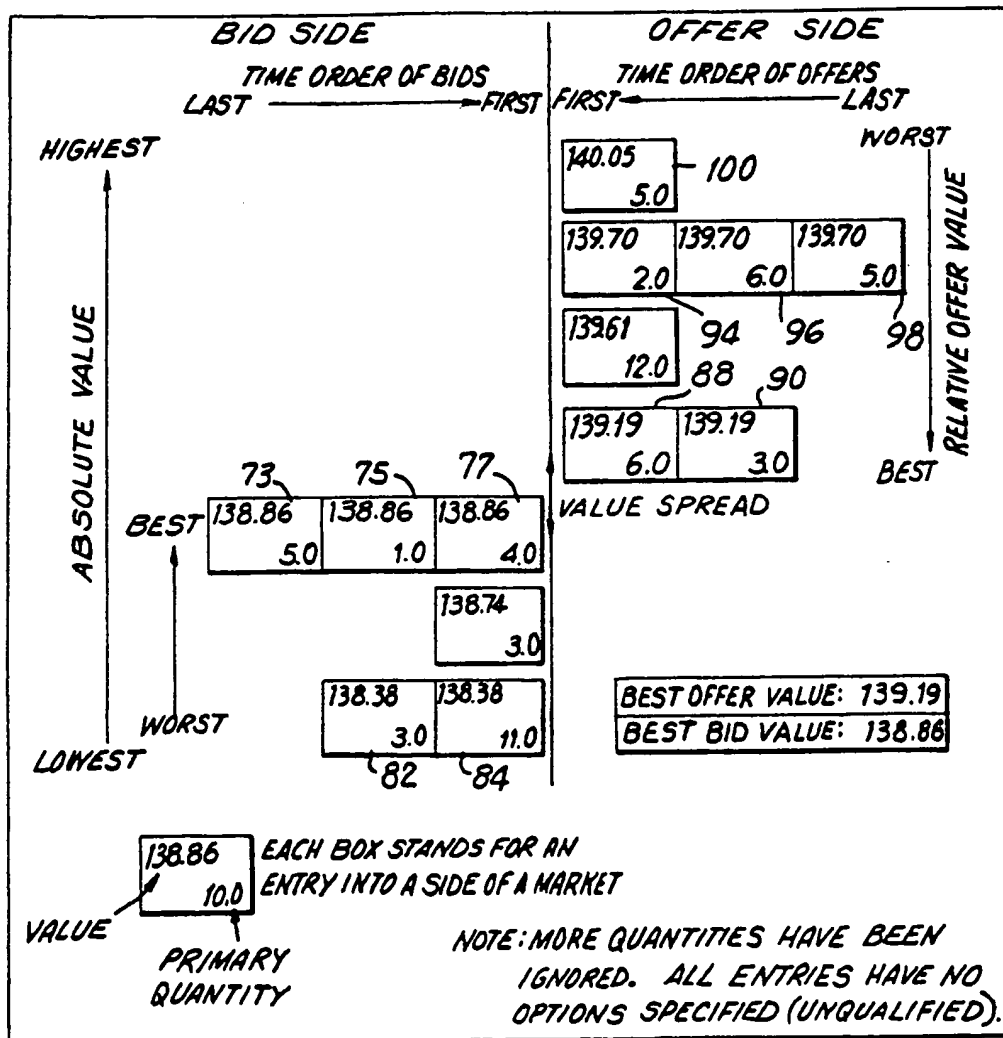 BID SIDE
OFFER SIDE
TIME ORDER OF BIDS
LAST FIRST
TIME ORDER OF OFFERS
FIRST LAST
HIGHEST
ABSOLUTE VALUE
LOWEST
WORST
RELATIVE OFFER VALUE
BEST
140.05
5.0
100
139.70 139.70 139.70
2.0 6.0 5.0
94 96 98
139.61
12.0
88 90
139.19 139.19
6.0 3.0
VALUE SPREAD
73 75 77
BEST
138.86 138.86 138.86
5.0 1.0 4.0
138.74
3.0
WORST
138.38 138.38
3.0 11.0
82 84
BEST OFFER VALUE: 139.19
BEST BID VALUE: 138.86
138.86
10.0
VALUE
PRIMARY
QUANTITY
EACH BOX STANDS FOR AN
ENTRY INTO A SIDE OF A MARKET
NOTE: MORE QUANTITIES HAVE BEEN
IGNORED. ALL ENTRIES HAVE NO
OPTIONS SPECIFIED (UNQUALIFIED).